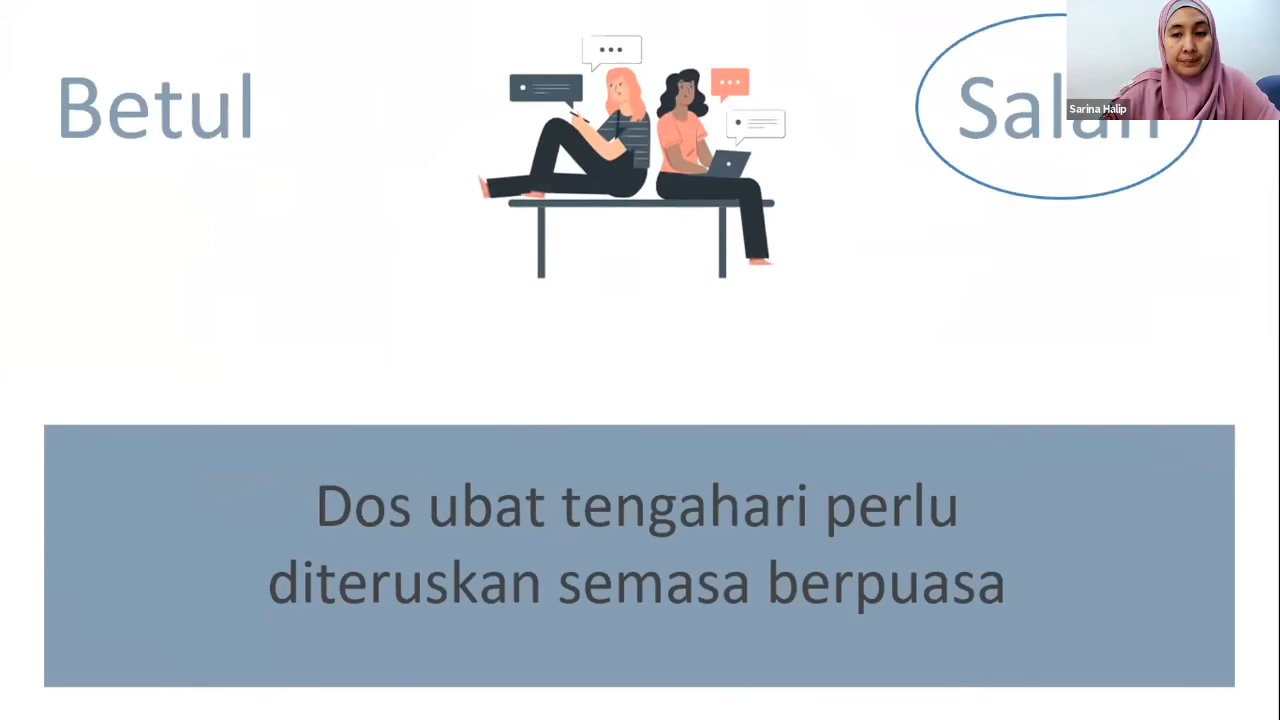 Betul
Salah
Sarina Halip
Dos ubat tengahari perlu
diteruskan semasa berpuasa